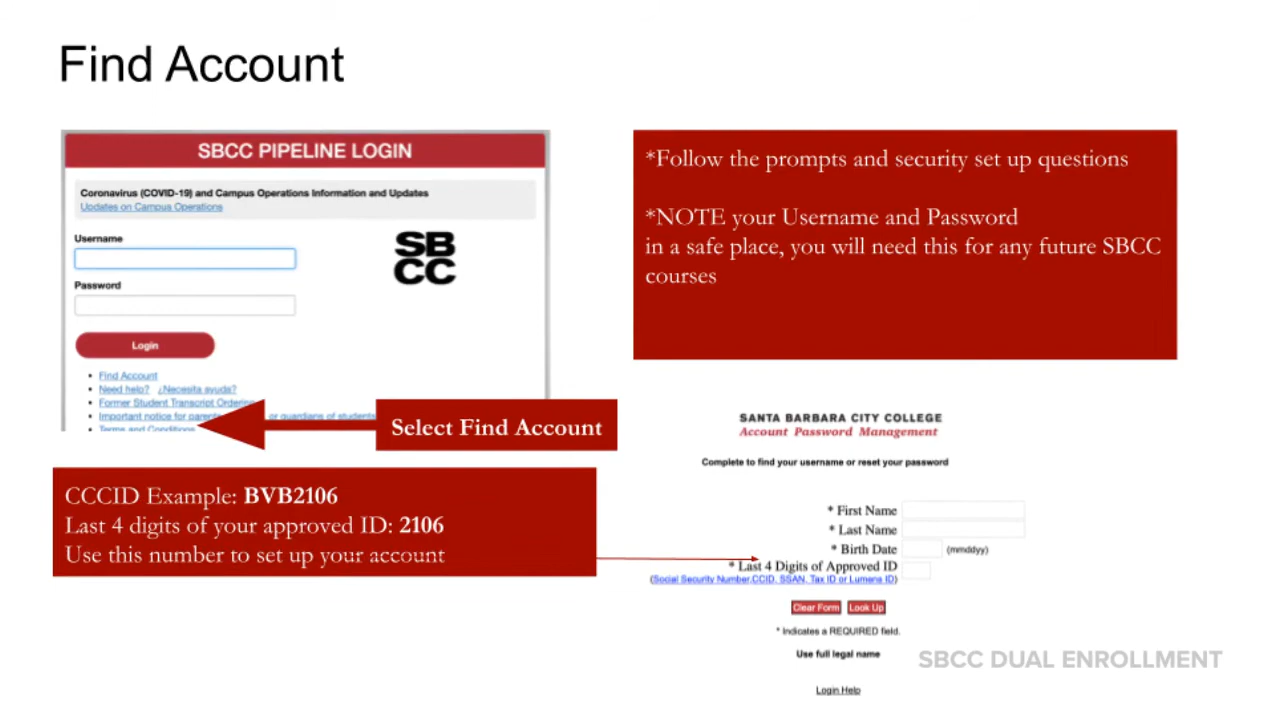 Find Account
SBCC PIPELINE LOGIN
Coronavirus (COVID-19) and Campus Operations Information and Updates
Updates on Campus Operations
Username
SB
CC
Password
Login
• Find Account
• Need help? ¿Necesita ayuda?
• Former Student Transcript Ordering
• Important notice for parents or guardians of students
• Terms and Conditions
Select Find Account
CCCID Example: BVB2106
Last 4 digits of your approved ID: 2106
Use this number to set up your account
*Follow the prompts and security set up questions
*NOTE your Username and Password
in a safe place, you will need this for any future SBCC
courses
SANTA BARBARA CITY COLLEGE
Account Password Management
Complete to find your username or reset your password
* First Name
* Last Name
* Birth Date (mmddyy)
* Last 4 Digits of Approved ID
(Social Security Number,CCID, SSAN, Tax ID or Lumens ID)
Clear Form Look Up
* Indicates a REQUIRED field.
Use full legal name
Login Help
SBCC DUAL ENROLLMENT